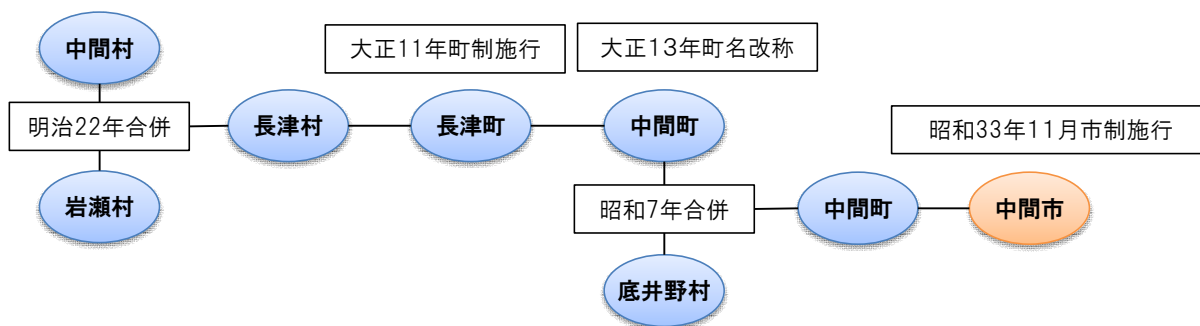 中間村
大正11年町制施行
大正13年町名改称
明治22年合併
長津村
長津町
中間町
昭和33年11月市制施行
岩瀬村
昭和7年合併
中間町
中間市
底井野村